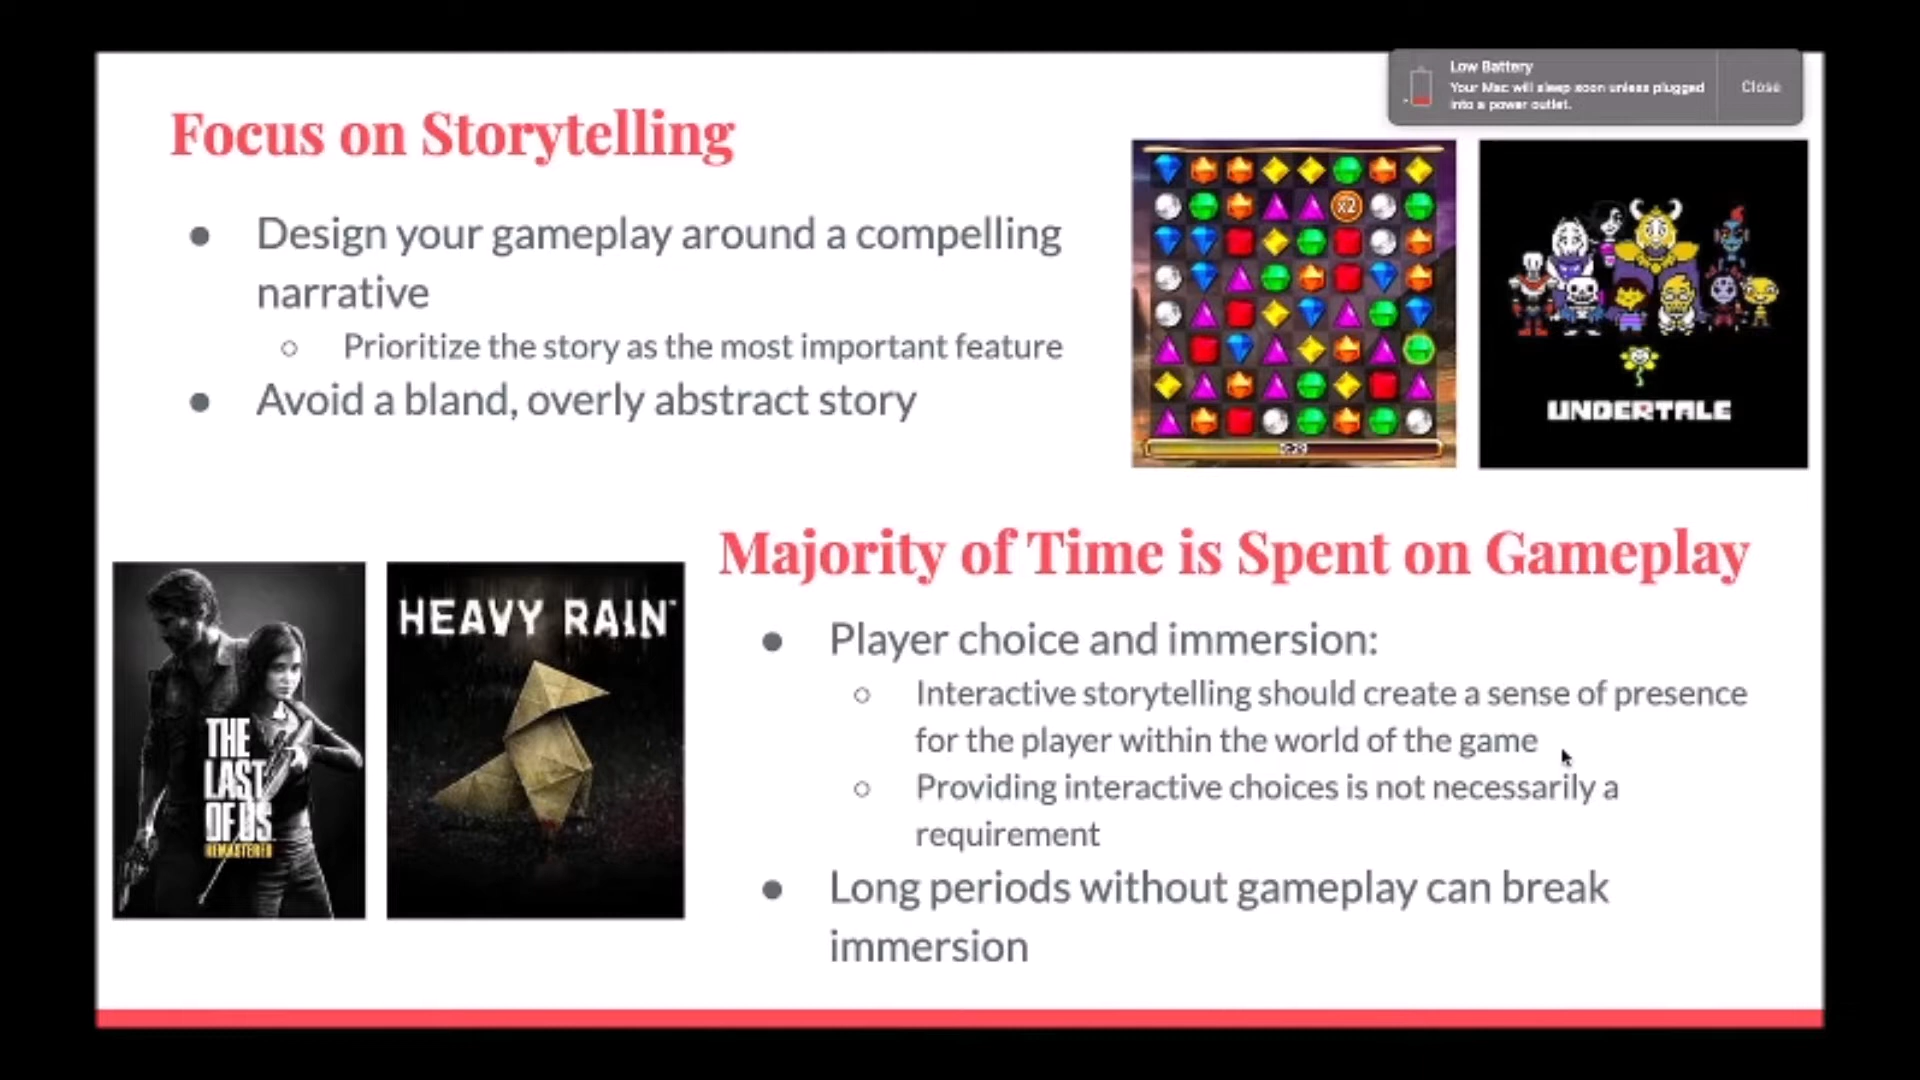 Low Battery
Your Mac will sleep soon unless plugged
into a power outlet.
Close
Focus on Storytelling
● Design your gameplay around a compelling
narrative
○ Prioritize the story as the most important feature
● Avoid a bland, overly abstract story
x2
0:29
UNDERTALE
THE
LAST
OF US
REMASTERED
HEAVY RAIN™
Majority of Time is Spent on Gameplay
● Player choice and immersion:
○ Interactive storytelling should create a sense of presence
for the player within the world of the game
○ Providing interactive choices is not necessarily a
requirement
● Long periods without gameplay can break
immersion